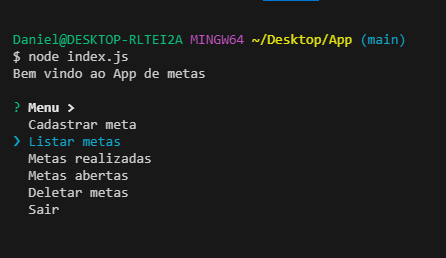 Daniel@DESKTOP-RLTEI2A MINGW64 ~/Desktop/App (main)
$ node index.js
Bem vindo ao App de metas
? Menu >
Cadastrar meta
❯ Listar metas
Metas realizadas
Metas abertas
Deletar metas
Sair